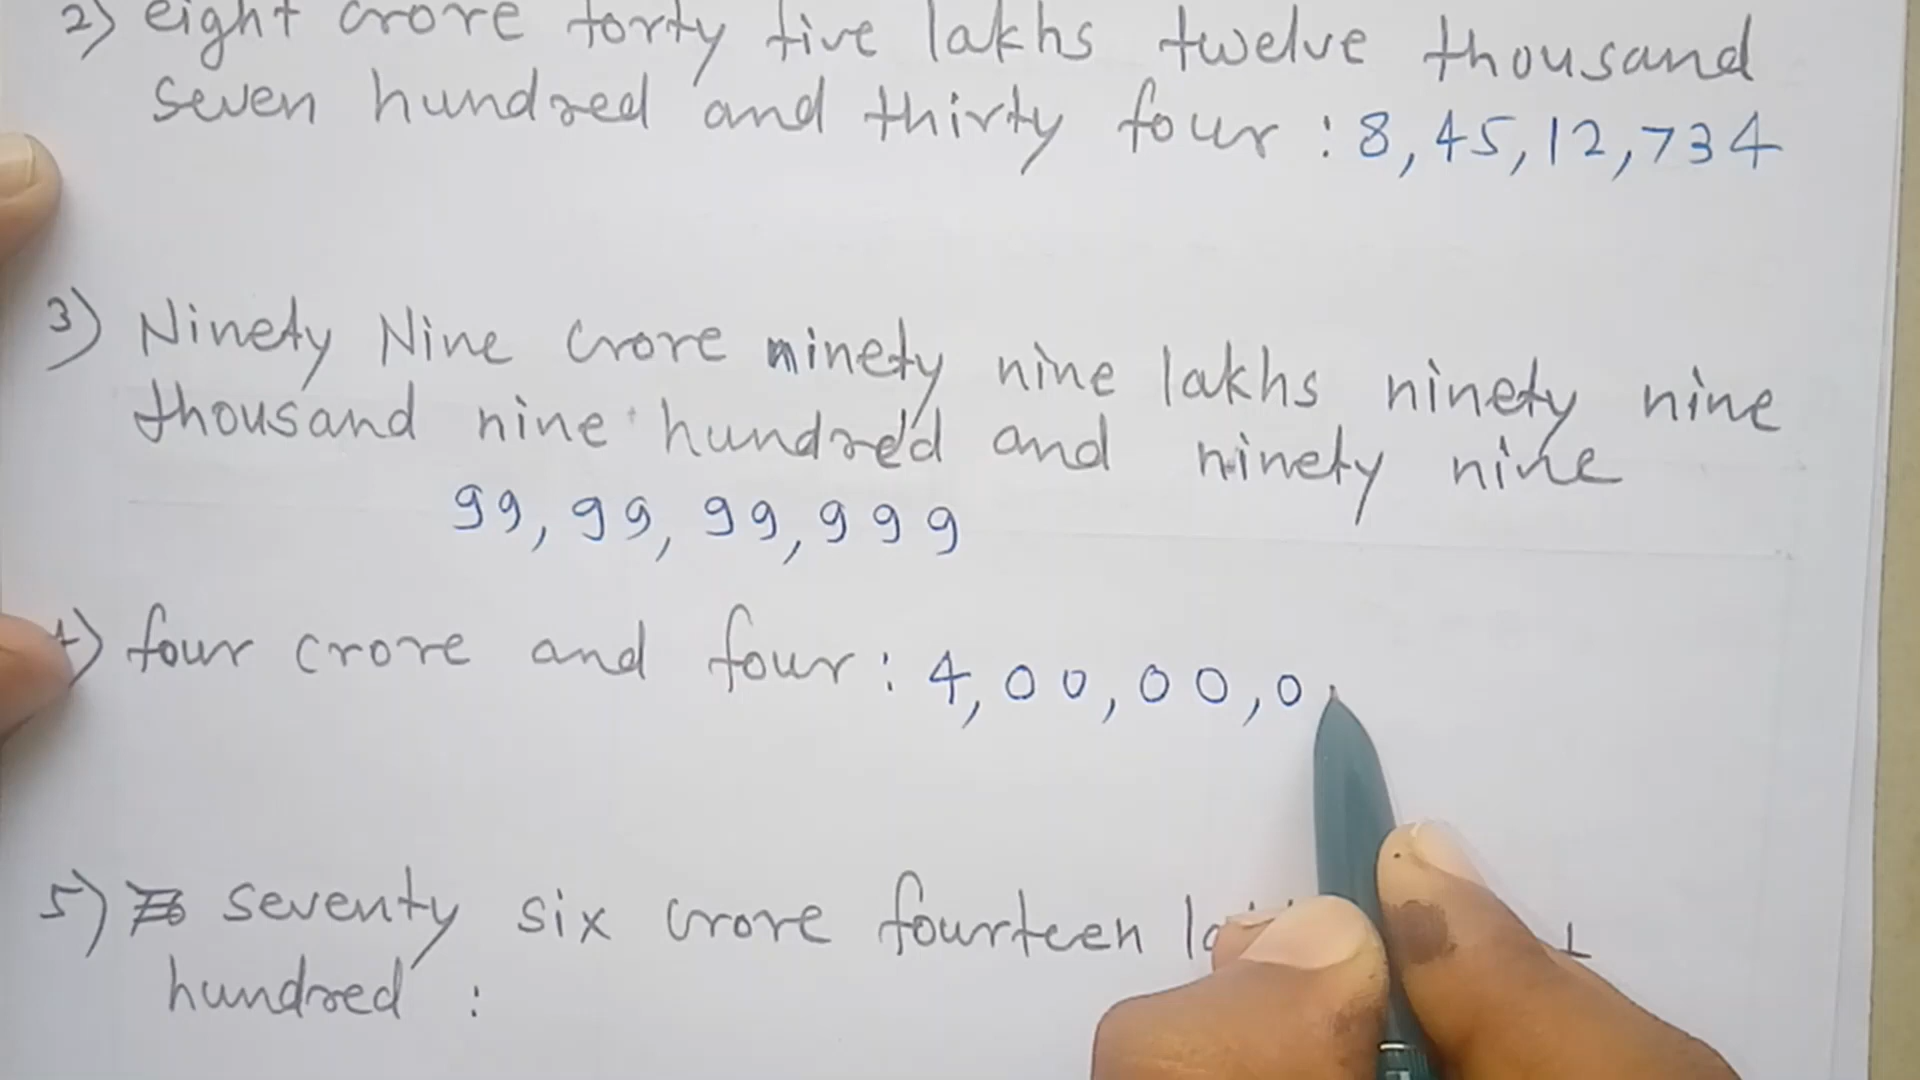 2) eight crore forty five lakhs twelve thousand
seven hundred and thirty four : 8,45,12,734
3) Ninety Nine crore ninety nine lakhs ninety nine
thousand nine hundred and ninety nine
99,99,99,999
) four crore and four : 4,00,00,0
5) seventy six crore fourteen
hundred :